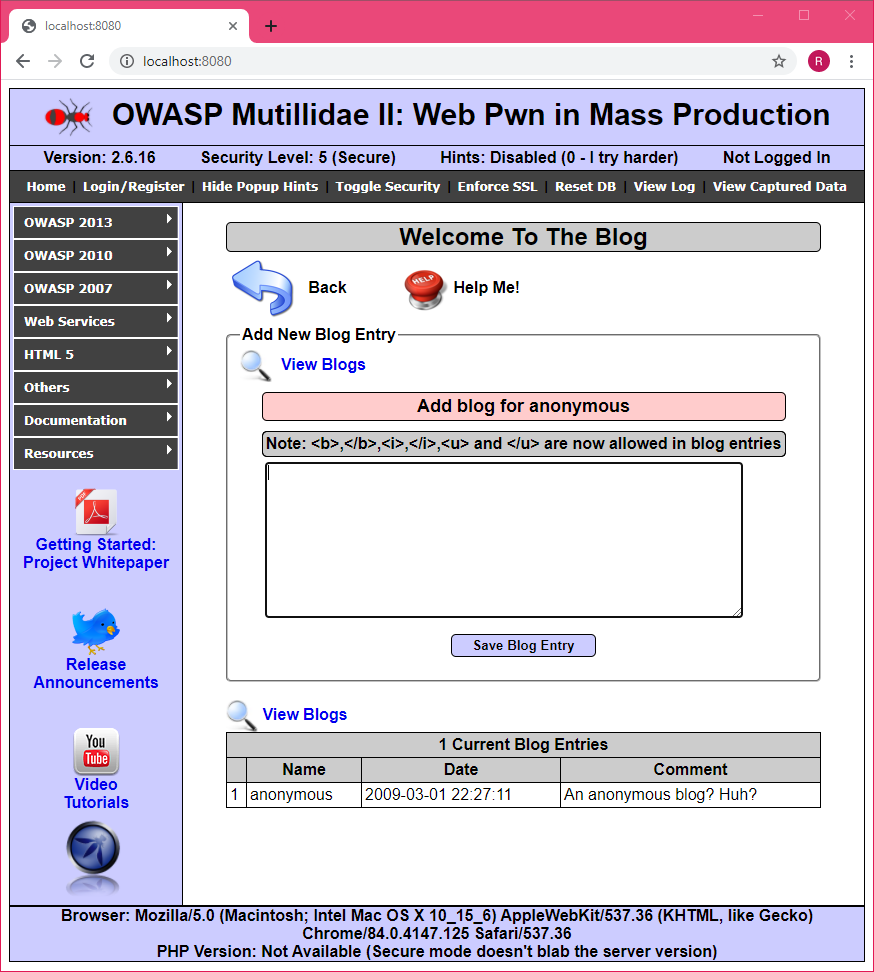 localhost:8080
localhost:8080
R
OWASP Mutillidae II: Web Pwn in Mass Production
Version: 2.6.16 Security Level: 5 (Secure) Hints: Disabled (0 - I try harder) Not Logged In
Home | Login/Register | Hide Popup Hints | Toggle Security | Enforce SSL | Reset DB | View Log | View Captured Data
OWASP 2013
OWASP 2010
OWASP 2007
Web Services
HTML 5
Others
Documentation
Resources
PDF
Getting Started:
Project Whitepaper
Release
Announcements
You
Tube
Video
Tutorials
Welcome To The Blog
Back
HELP
Help Me!
Add New Blog Entry
View Blogs
Add blog for anonymous
Note: <b>,</b>,<i>,</i>,<u> and </u> are now allowed in blog entries
Save Blog Entry
View Blogs
1 Current Blog Entries
Name Date Comment
1 anonymous 2009-03-01 22:27:11 An anonymous blog? Huh?
Browser: Mozilla/5.0 (Macintosh; Intel Mac OS X 10_15_6) AppleWebKit/537.36 (KHTML, like Gecko)
Chrome/84.0.4147.125 Safari/537.36
PHP Version: Not Available (Secure mode doesn't blab the server version)